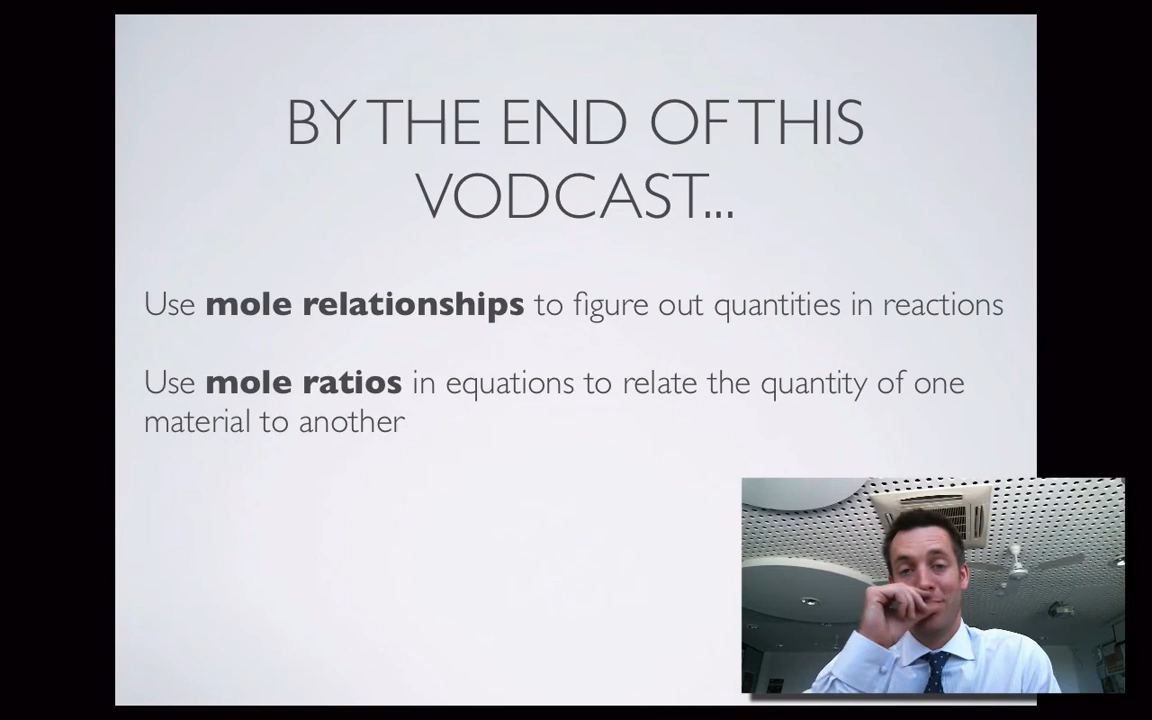 BY THE END OF THIS
VODCAST...
Use mole relationships to figure out quantities in reactions
Use mole ratios in equations to relate the quantity of one
material to another